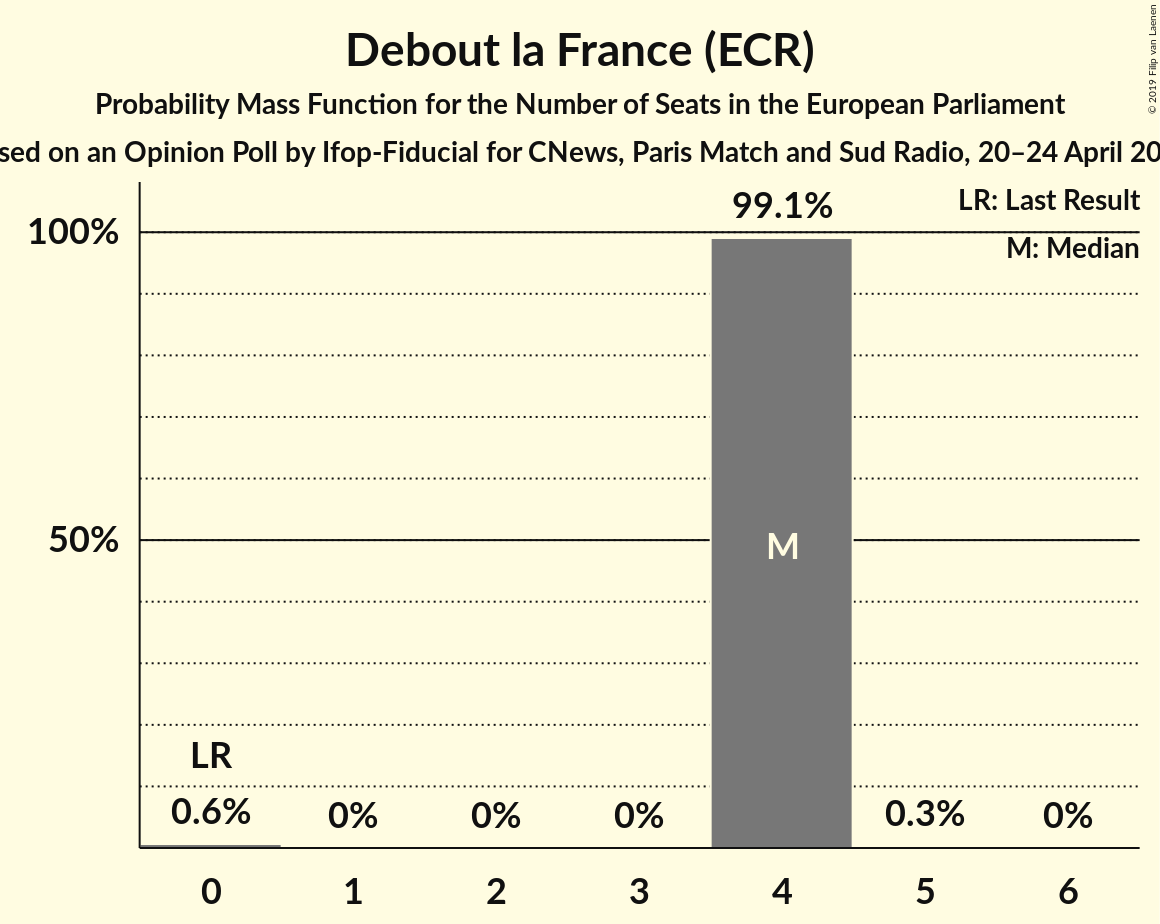 Debout la France (ECR)
Probability Mass Function for the Number of Seats in the European Parliament
sed on an Opinion Poll by Ifop-Fiducial for CNews, Paris Match and Sud Radio, 20–24 April 20
© 2019 Filip van Laenen
LR: Last Result
M: Median
99.1%
100%
50%
M
LR
0.6%
0%
0%
0%
0.3%
0%
0
1
2
3
4
5
6